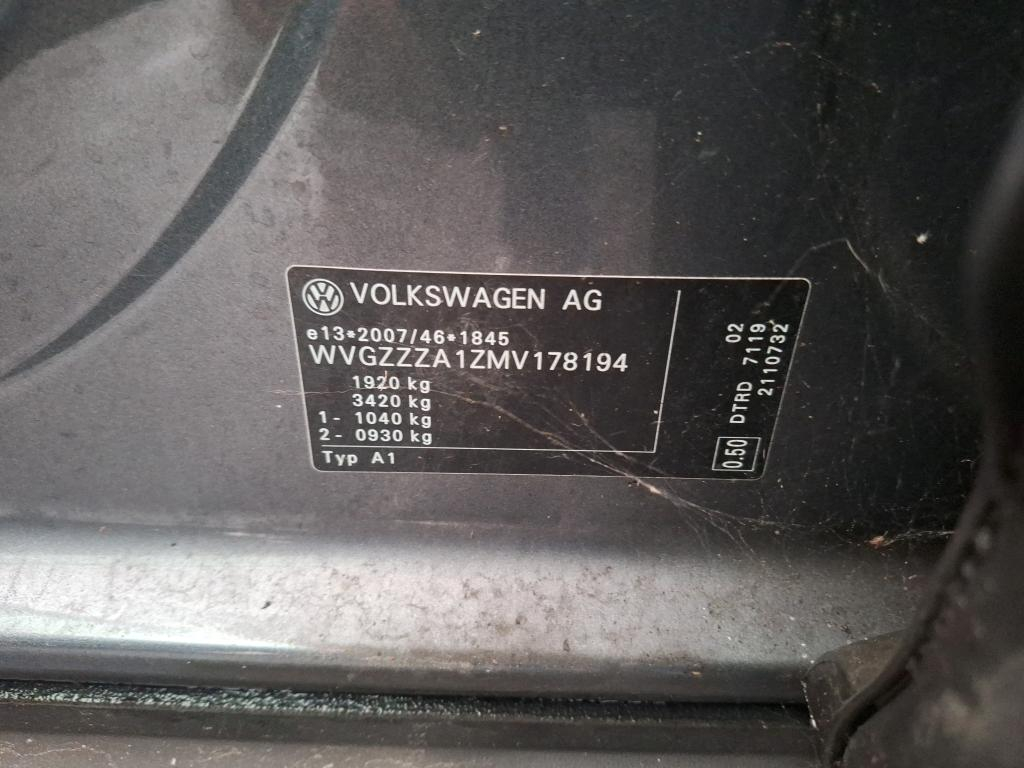 VOLKSWAGEN AG
e13*2007/46*1845
WVGZZZA1ZMV178194
1920 kg
3420 kg
1- 1040 kg
2- 0930 kg
Typ A1
0.50 DTRD 7119 02
2110732